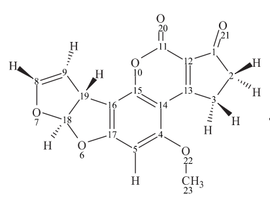 O O
20 21
11 1
H O 12 2 H
H 10 H
8 9 H 13
19 15 3
16 14 H H
O 18 17 4
7 H O 5 O
6 22
H CH₃
23